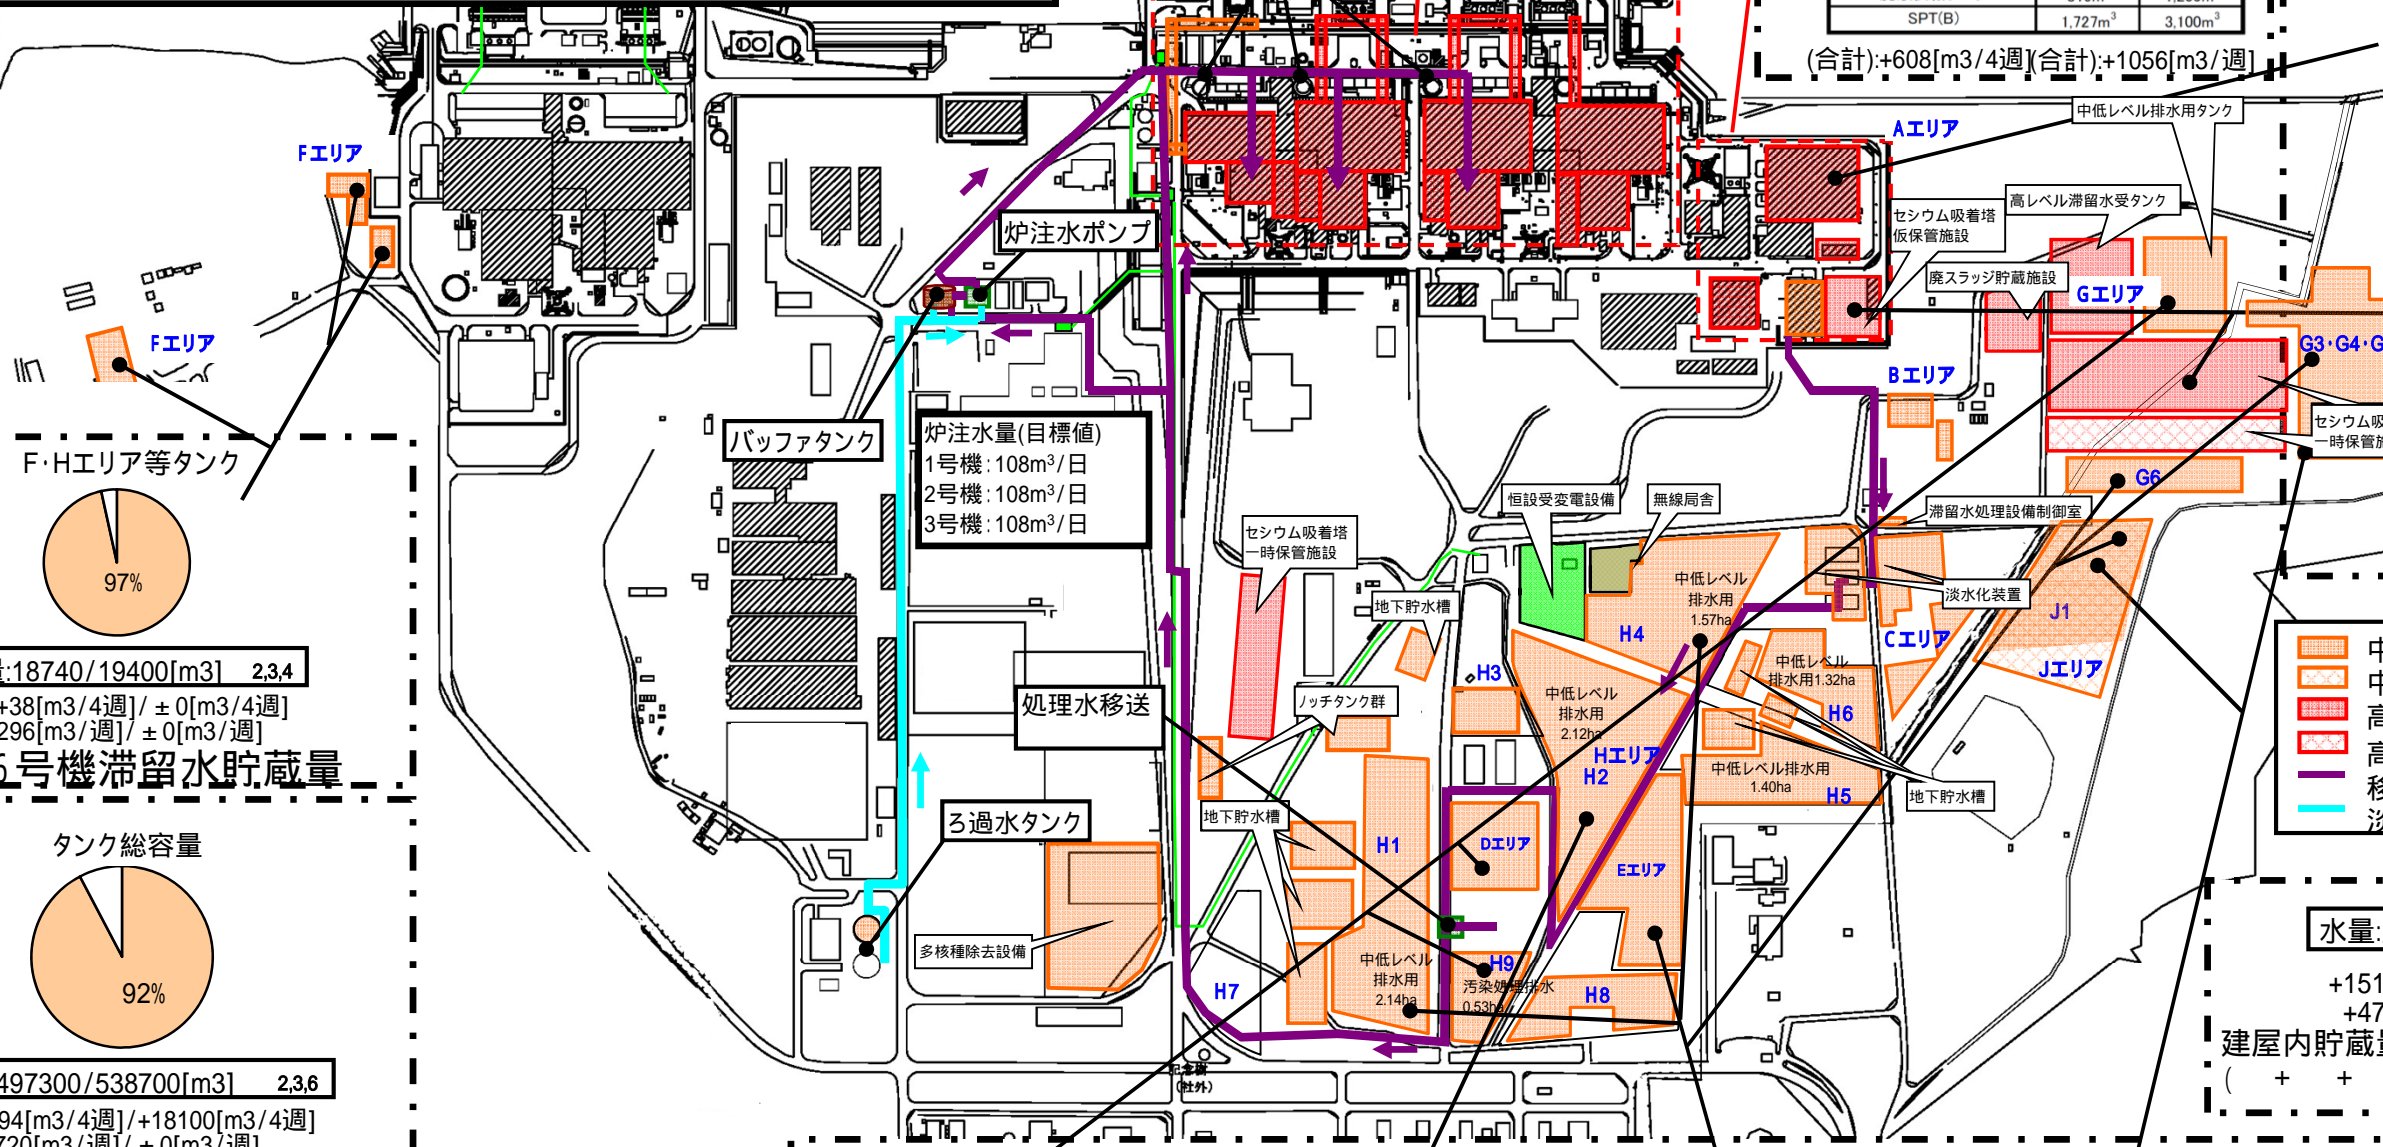 SPT(B)
1,727m³
3,100m³
(合計):+608[m3/4週](合計):+1056[m3/週]
中低レベル排水用タンク
Aエリア
Fエリア
高レベル滞留水受タンク
セシウム吸着塔
仮保管施設
炉注水ポンプ
廃スラッジ貯蔵施設
Gエリア
Fエリア
G3・G4・G
Bエリア
バッファタンク
炉注水量(目標値)
1号機:108m³/日
2号機:108m³/日
3号機:108m³/日
セシウム吸
一時保管施
F・Hエリア等タンク
97%
G6
恒設受変電設備
無線局舎
滞留水処理設備制御室
セシウム吸着塔
一時保管施設
中低レベル
排水用
1.57ha
地下貯水槽
淡水化装置
J1
H4
Cエリア
Jエリア
:18740/19400[m3]
2,3,4
+38[m3/4週]/±0[m3/4週]
296[m3/週]/±0[m3/週]
号機滞留水貯蔵量
H3
中低レベル
排水用1.32ha
H6
中低レベル
排水用
2.12ha
処理水移送
ノッチタンク群
Hエリア
H2
中低レベル排水用
1.40ha
H5
地下貯水槽
中
中
高
高
移
淡
タンク総容量
92%
ろ過水タンク
地下貯水槽
H1
Dエリア
Eエリア
多核種除去設備
中低レベル
排水用
2.14ha
H9
汚染処理排水
0.53ha
H8
H7
水量:
+151
+47
建屋内貯蔵量
( + +
記念樹
(社外)
497300/538700[m3]
2,3,6
94[m3/4週]/+18100[m3/4週]
720[m3/週]/±0[m3/週]